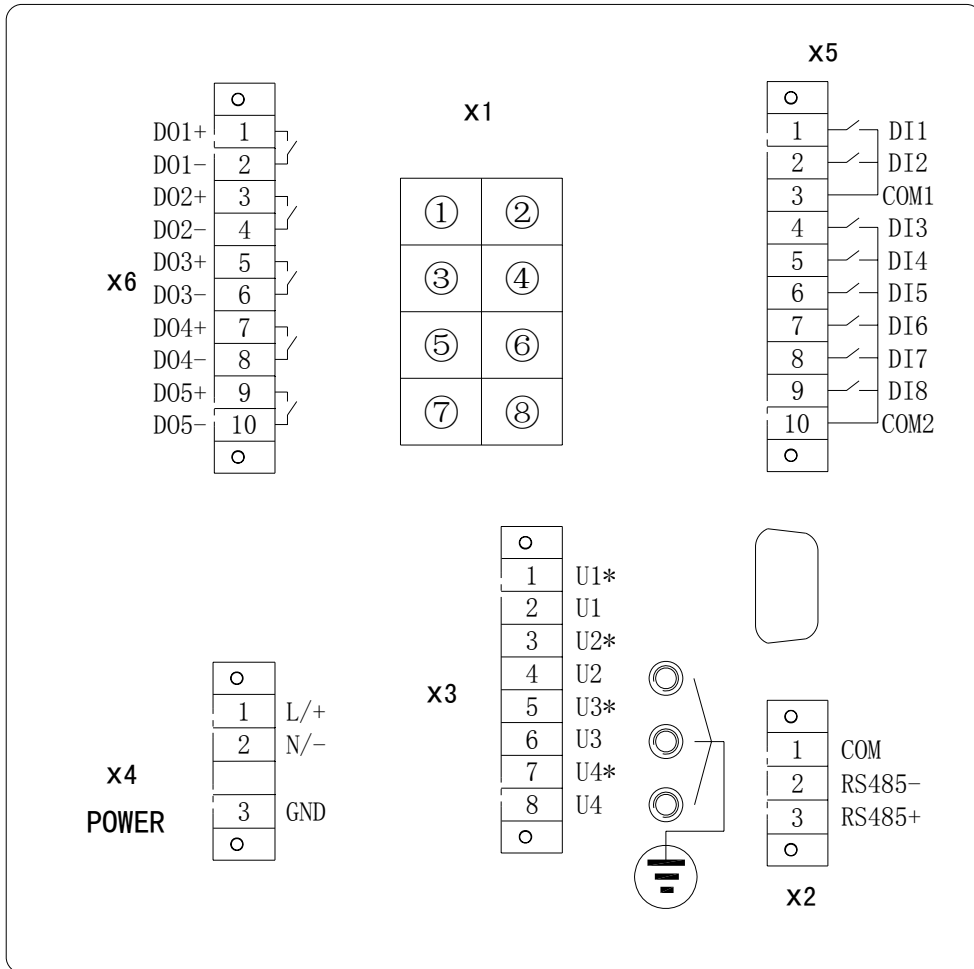 x5
x1
DO1+ 1
DO1- 2
DO2+ 3
DO2- 4
DO3+ 5
DO3- 6
DO4+ 7
DO4- 8
DO5+ 9
DO5- 10
x6
① ②
③ ④
⑤ ⑥
⑦ ⑧
1 DI1
2 DI2
3 COM1
4 DI3
5 DI4
6 DI5
7 DI6
8 DI7
9 DI8
10 COM2
x4
POWER
1 L/+
2 N/-
3 GND
x3
1 U1*
2 U1
3 U2*
4 U2
5 U3*
6 U3
7 U4*
8 U4
1 COM
2 RS485-
3 RS485+
x2